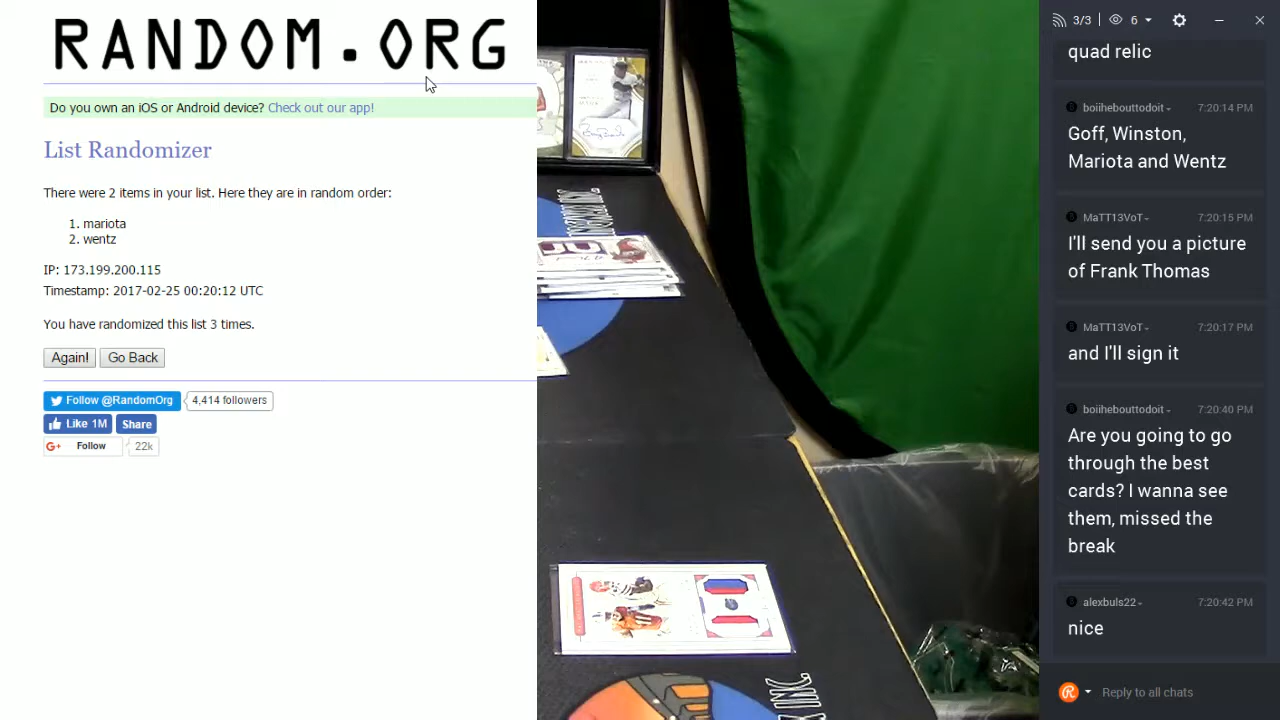 RANDOM.ORG
Do you own an iOS or Android device? Check out our app!
List Randomizer
There were 2 items in your list. Here they are in random order:
1. mariota
2. wentz
IP: 173.199.200.115
Timestamp: 2017-02-25 00:20:12 UTC
You have randomized this list 3 times.
Again! Go Back
Follow @RandomOrg 4,414 followers
Like 1M Share
G+ Follow 22k
3/3 6
quad relic
boiihebouttodoit 7:20:14 PM
Goff, Winston,
Mariota and Wentz
MaTT13VoT 7:20:15 PM
I'll send you a picture
of Frank Thomas
MaTT13VoT 7:20:17 PM
and I'll sign it
boiihebouttodoit 7:20:40 PM
Are you going to go
through the best
cards? I wanna see
them, missed the
break
alexbuls22 7:20:42 PM
nice
Reply to all chats